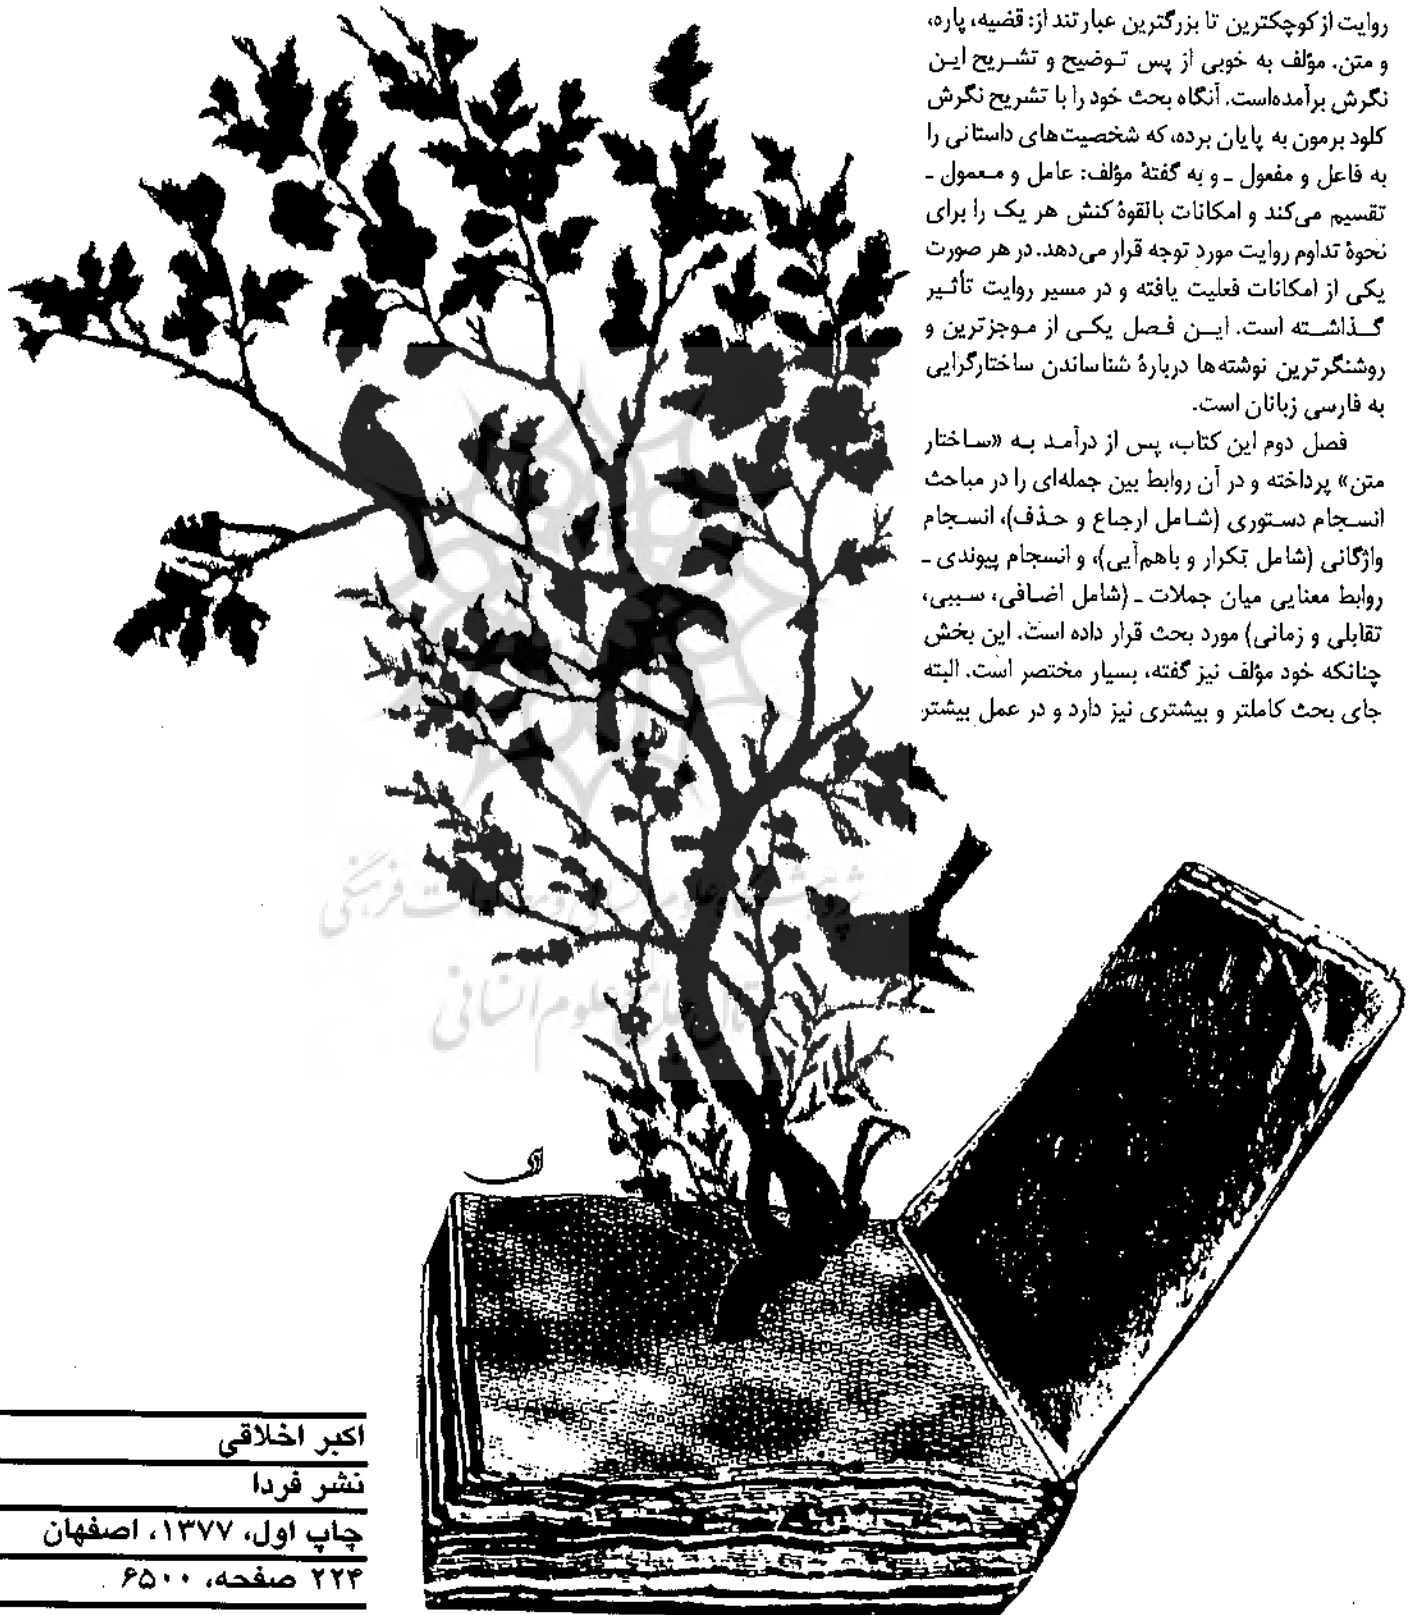 روایت از کوچکترین تا بزرگترین عبارتند از: قضیه، پاره،
و متن. مؤلف به خوبی از پس توضیح و تشریح این
نگرش برآمده‌است. آنگاه بحث خود را با تشریح نگرش
کلود برمون به پایان برده، که شخصیت‌های داستانی را
به فاعل و مفعول ـ و به گفتهٔ مؤلف: عامل و معمول ـ
تقسیم می‌کند و امکانات بالقوهٔ کنش هر یک را برای
نحوهٔ تداوم روایت مورد توجه قرار می‌دهد. در هر صورت
یکی از امکانات فعلیت یافته و در مسیر روایت تأثیر
گذاشته است. این فصل یکی از موجزترین و
روشنگرترین نوشته‌ها دربارهٔ شناساندن ساختارگرایی
به فارسی زبانان است.
فصل دوم این کتاب، پس از درآمد به «ساختار
متن» پرداخته و در آن روابط بین جمله‌ای را در مباحث
انسجام دستوری (شامل ارجاع و حذف)، انسجام
واژگانی (شامل تکرار و باهم‌آیی)، و انسجام پیوندی ـ
روابط معنایی میان جملات ـ (شامل اضافی، سببی،
تقابلی و زمانی) مورد بحث قرار داده است. این بخش
چنانکه خود مؤلف نیز گفته، بسیار مختصر است. البته
جای بحث کاملتر و بیشتری نیز دارد و در عمل بیشتر
پژوهشگاه علوم انسانی و مطالعات فرهنگی
پرتال جامع علوم انسانی
اکبر اخلاقی
نشر فردا
چاپ اول، ۱۳۷۷، اصفهان
۲۲۴ صفحه، ۶۵۰۰